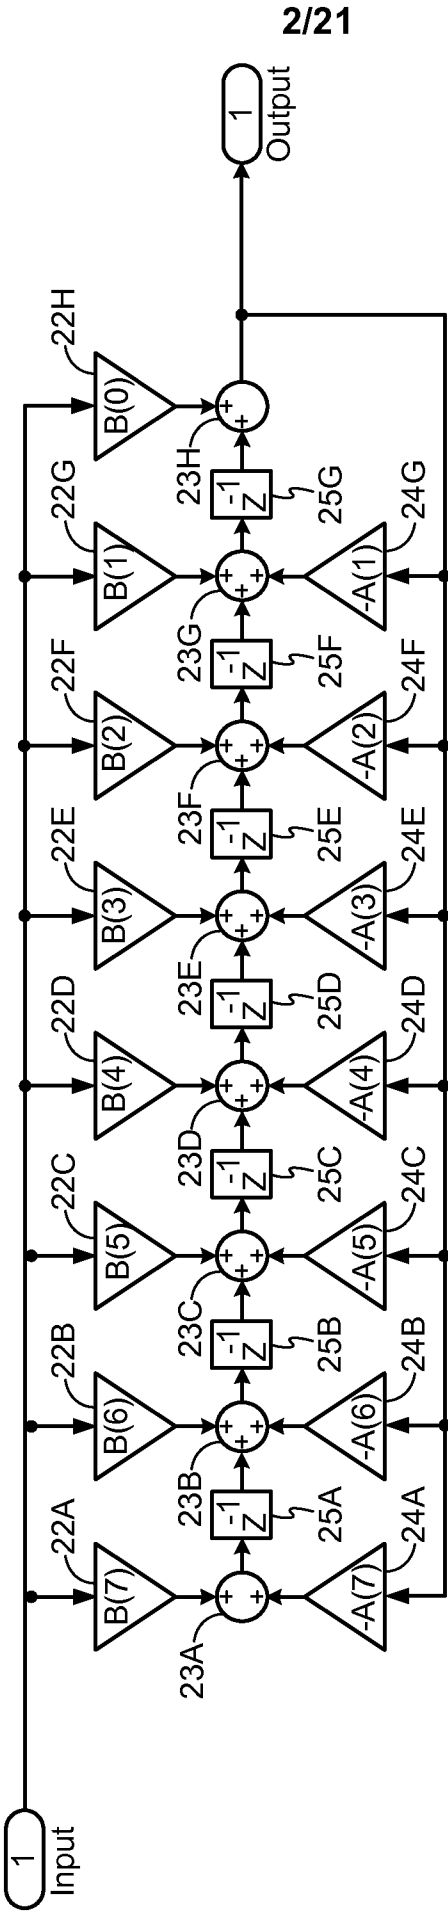 2/21
1
Input
22A
22B
22C
22D
22E
22F
22G
22H
B(7)
B(6)
B(5)
B(4)
B(3)
B(2)
B(1)
B(0)
23A
23B
23C
23D
23E
23F
23G
23H
+ +
+ + +
+ + +
+ + +
+ + +
+ + +
+ + +
+ +
Z-1
Z-1
Z-1
Z-1
Z-1
Z-1
Z-1
1
Output
25A
25B
25C
25D
25E
25F
25G
-A(7)
-A(6)
-A(5)
-A(4)
-A(3)
-A(2)
-A(1)
24A
24B
24C
24D
24E
24F
24G